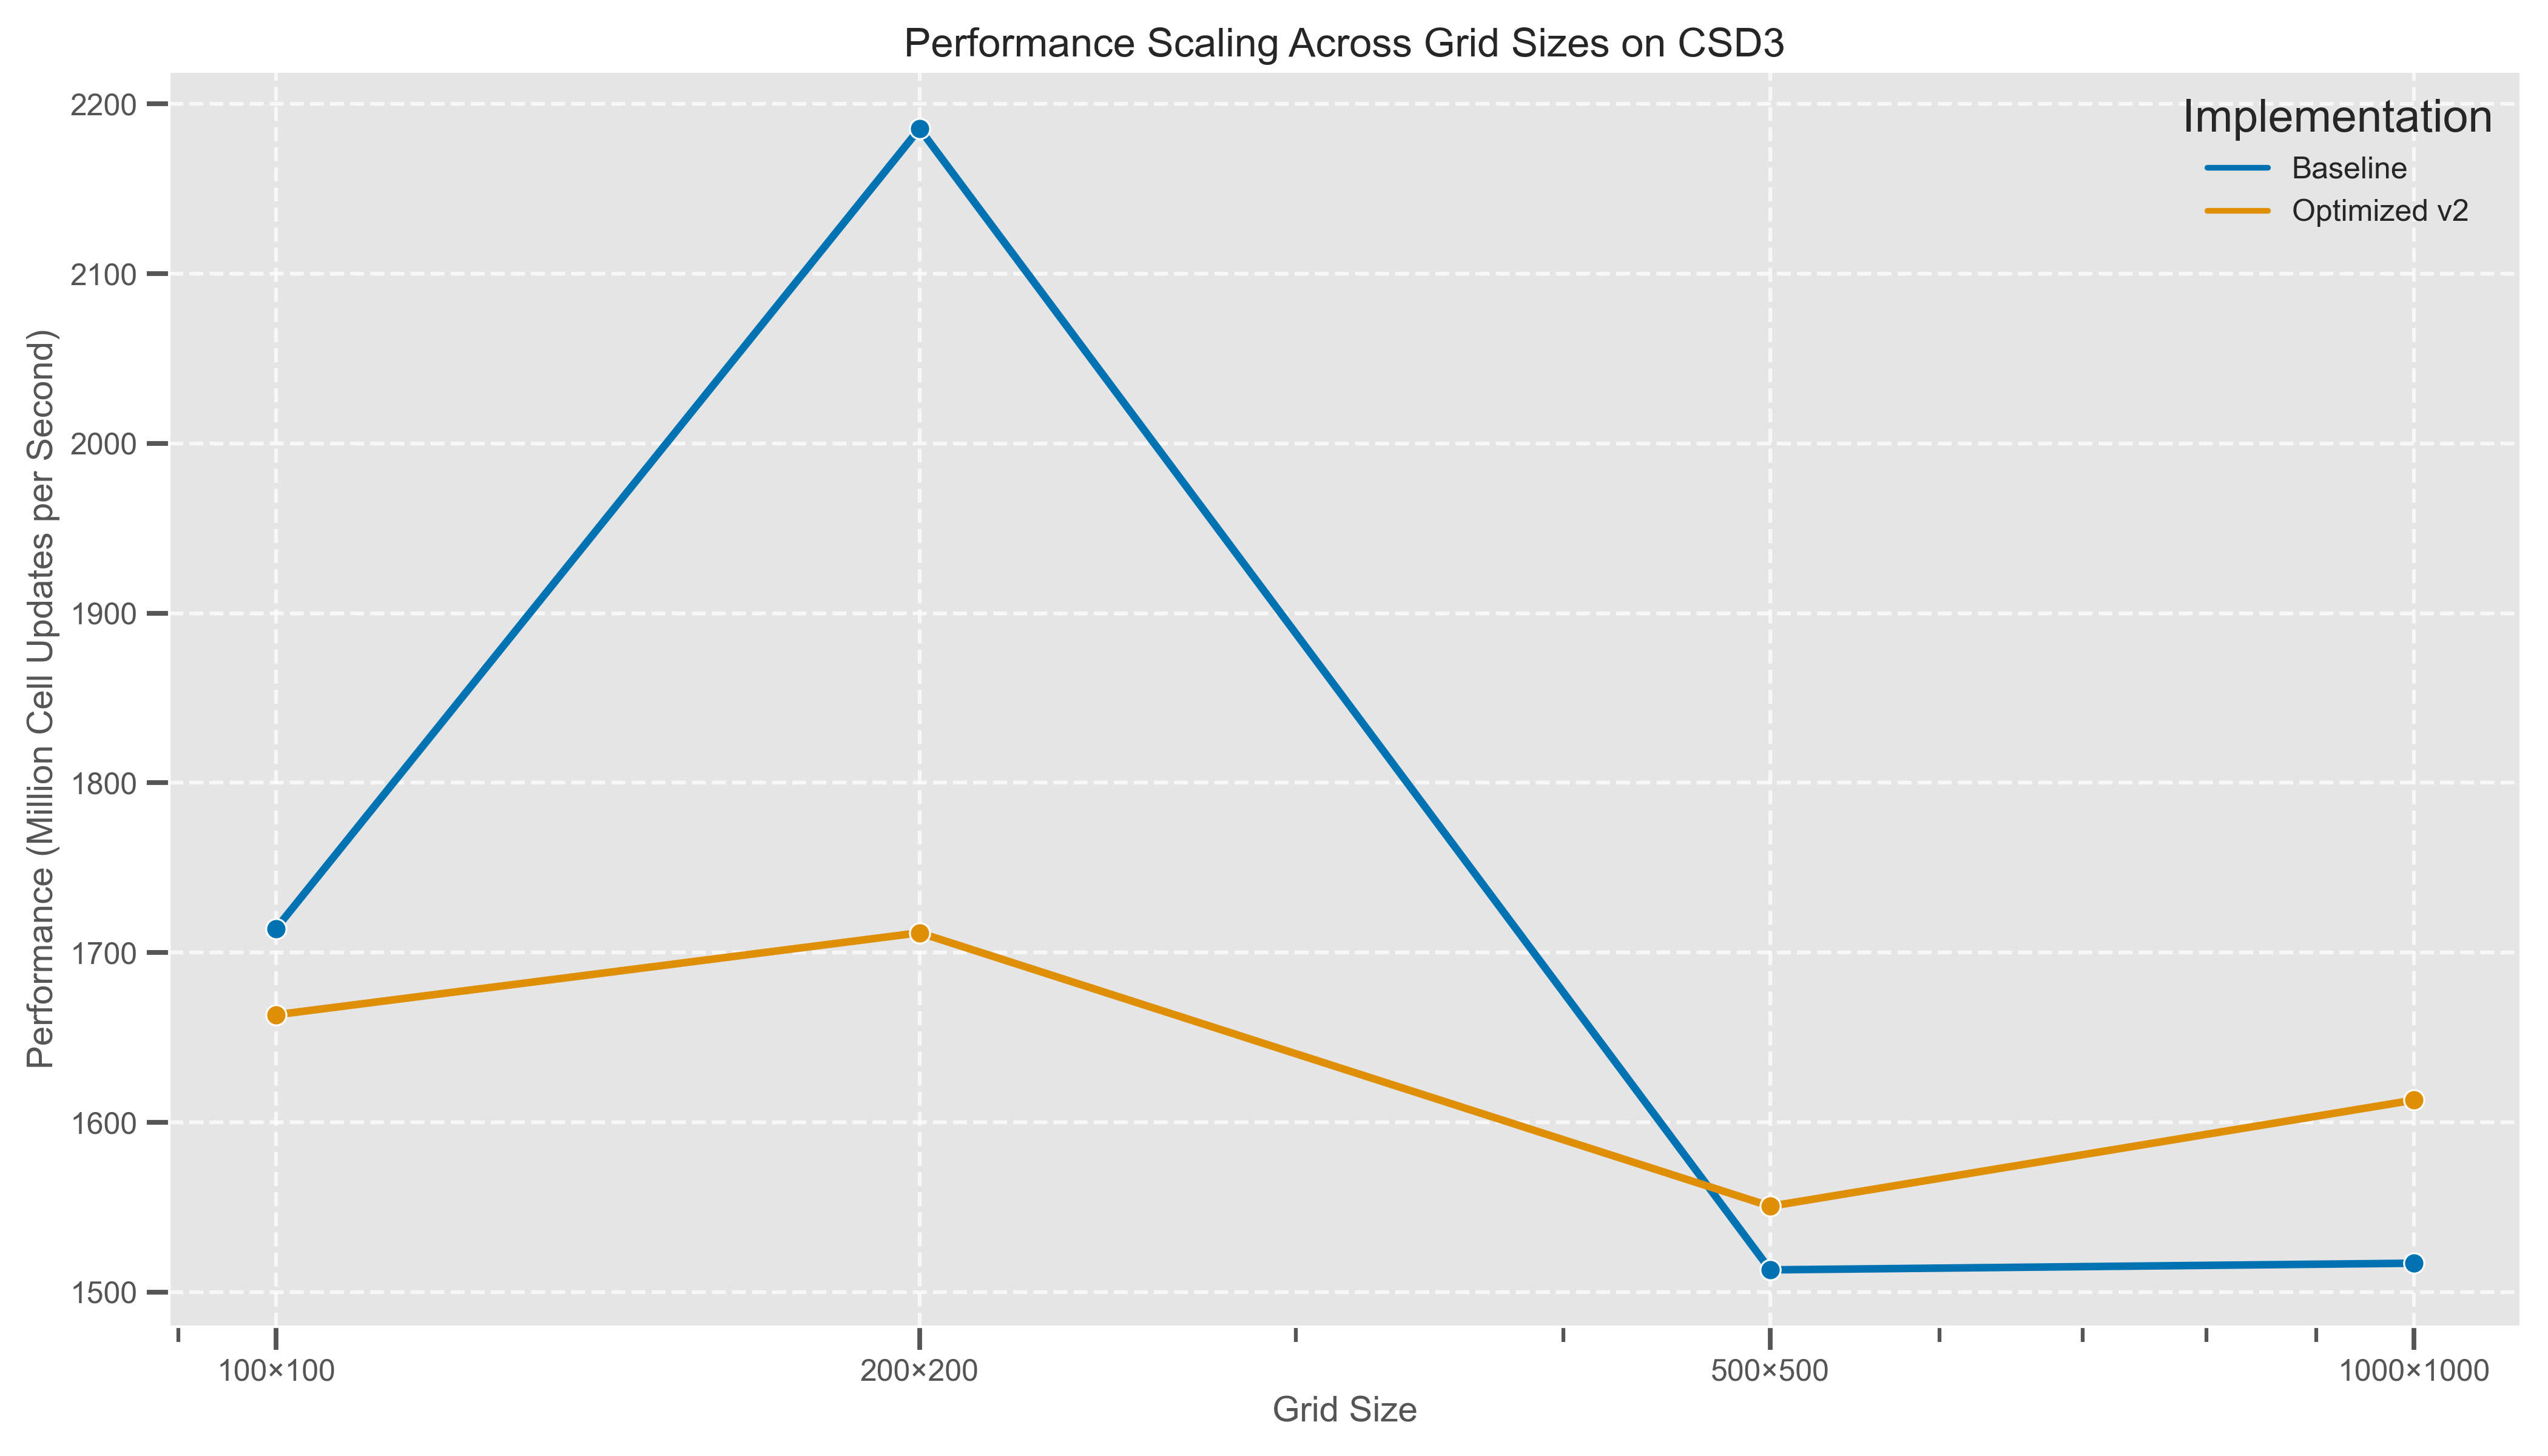 Performance Scaling Across Grid Sizes on CSD3
Implementation
Baseline
Optimized v2
Performance (Million Cell Updates per Second)
2200
2100
2000
1900
1800
1700
1600
1500
100×100 200×200 500×500 1000×1000
Grid Size